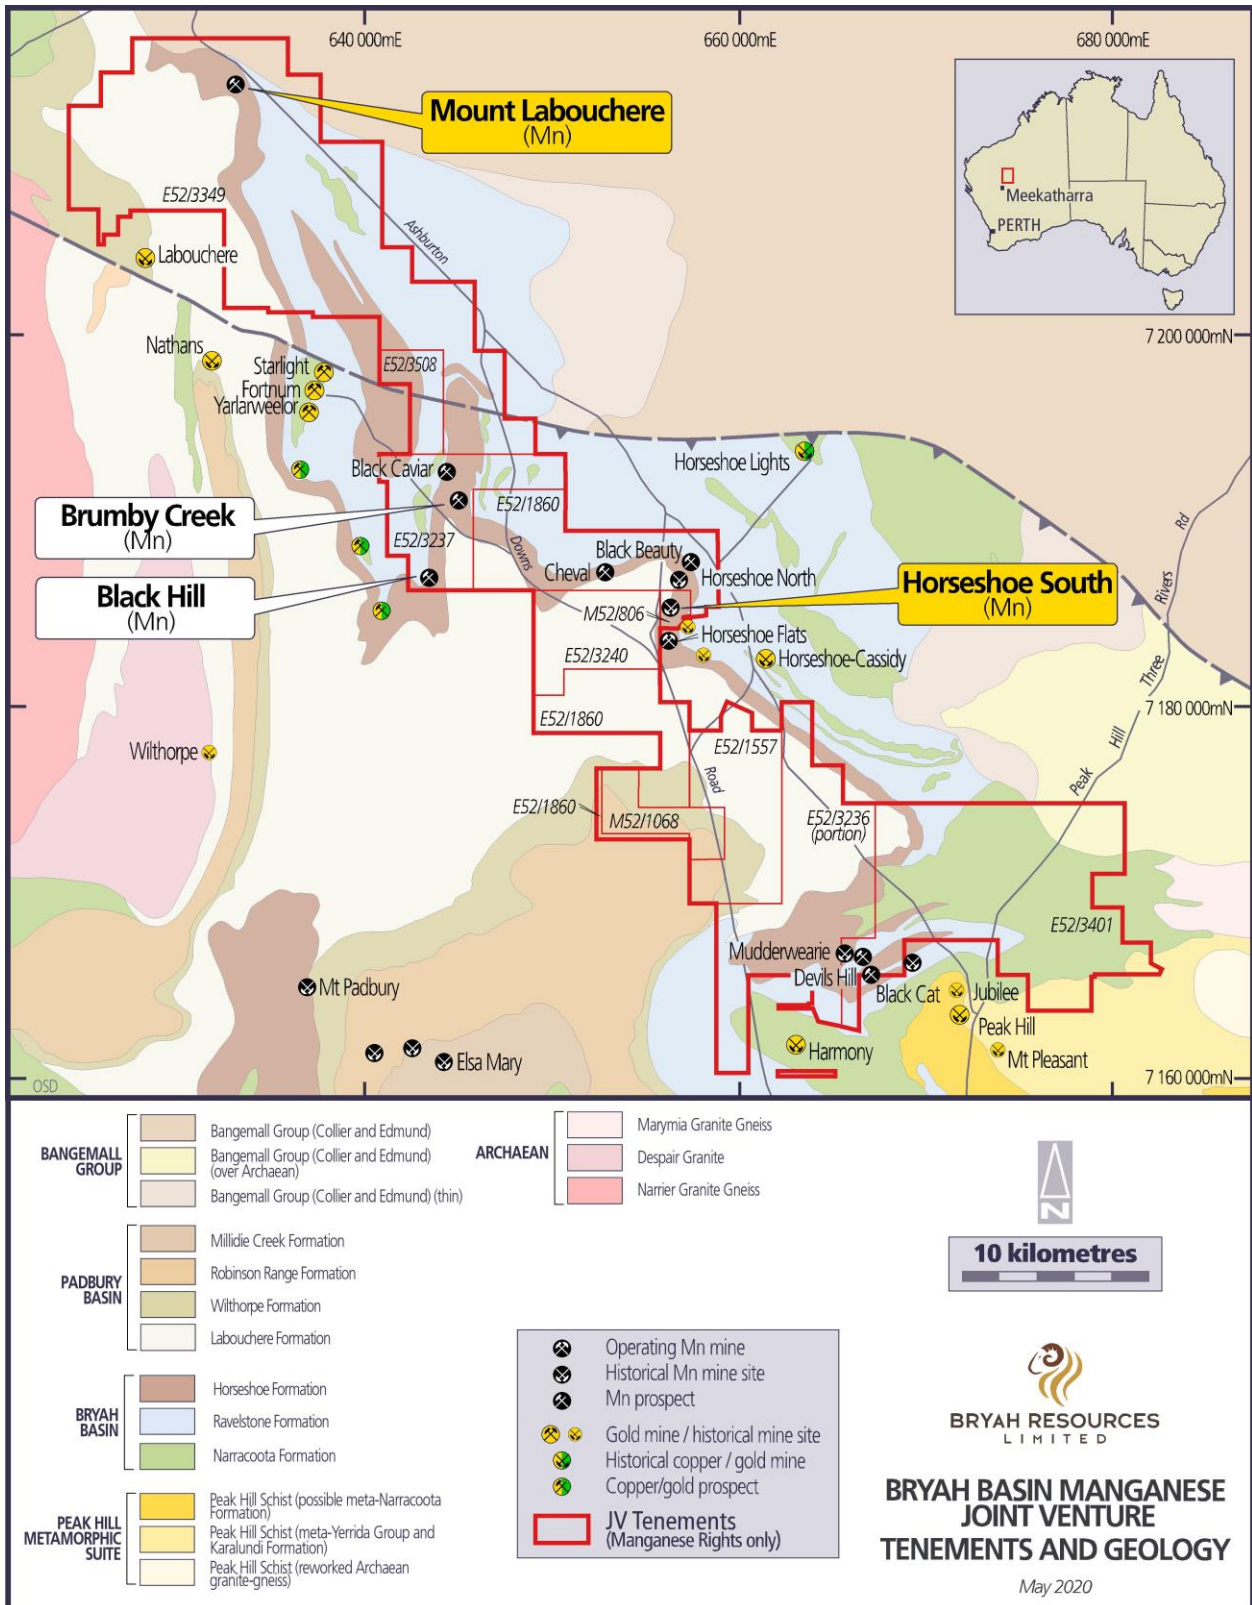 640 000mE
660 000mE
680 000mE
Mount Labouchere
(Mn)
Meekatharra
PERTH
E52/3349
Ashburton
Labouchere
7 200 000mN
Nathans
Starlight
Fortnum
Yarlarweelor
E52/3508
Black Caviar
Horseshoe Lights
E52/1860
Brumby Creek
(Mn)
E52/3237
Downs
Rd
Black Beauty
Cheval
Horseshoe North
Horseshoe South
(Mn)
Black Hill
(Mn)
M52/806
Rivers
Horseshoe Flats
E52/3240
Horseshoe-Cassidy
Three
E52/1860
7 180 000mN
Wilthorpe
E52/1557
Hill
Road
Peak
E52/1860
M52/1068
E52/3236
(portion)
E52/3401
Mudderwearie
Devils Hill
Mt Padbury
Black Cat
Jubilee
Peak Hill
Harmony
Mt Pleasant
Elsa Mary
OSD
7 160 000mN
BANGEMALL
GROUP
Bangemall Group (Collier and Edmund)
Bangemall Group (Collier and Edmund)
(over Archaean)
Bangemall Group (Collier and Edmund) (thin)
PADBURY
BASIN
Millidie Creek Formation
Robinson Range Formation
Wilthorpe Formation
Labouchere Formation
BRYAH
BASIN
Horseshoe Formation
Ravelstone Formation
Narracoota Formation
PEAK HILL
METAMORPHIC
SUITE
Peak Hill Schist (possible meta-Narracoota
Formation)
Peak Hill Schist (meta-Yerrida Group and
Karalundi Formation)
Peak Hill Schist (reworked Archaean
granite-gneiss)
ARCHAEAN
Marymia Granite Gneiss
Despair Granite
Narrier Granite Gneiss
Operating Mn mine
Historical Mn mine site
Mn prospect
Gold mine / historical mine site
Historical copper / gold mine
Copper/gold prospect
JV Tenements
(Manganese Rights only)
N
10 kilometres
BRYAH RESOURCES
LIMITED
BRYAH BASIN MANGANESE
JOINT VENTURE
TENEMENTS AND GEOLOGY
May 2020